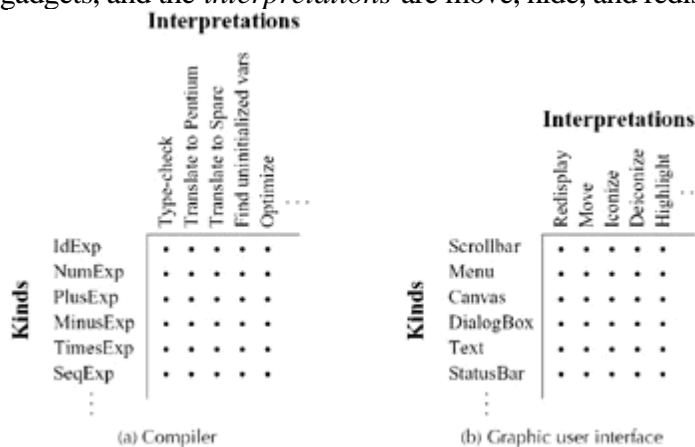 gadgets, and the interpretations are move, hide, and redis
Interpretations
Type-check
Translate to Pentium
Translate to Sparc
Find uninitialized vars
Optimize
...
Kinds
IdExp
NumExp
PlusExp
MinusExp
TimesExp
SeqExp
(a) Compiler
Interpretations
Redisplay
Move
Iconize
Deiconize
Highlight
...
Kinds
Scrollbar
Menu
Canvas
DialogBox
Text
StatusBar
(b) Graphic user interface